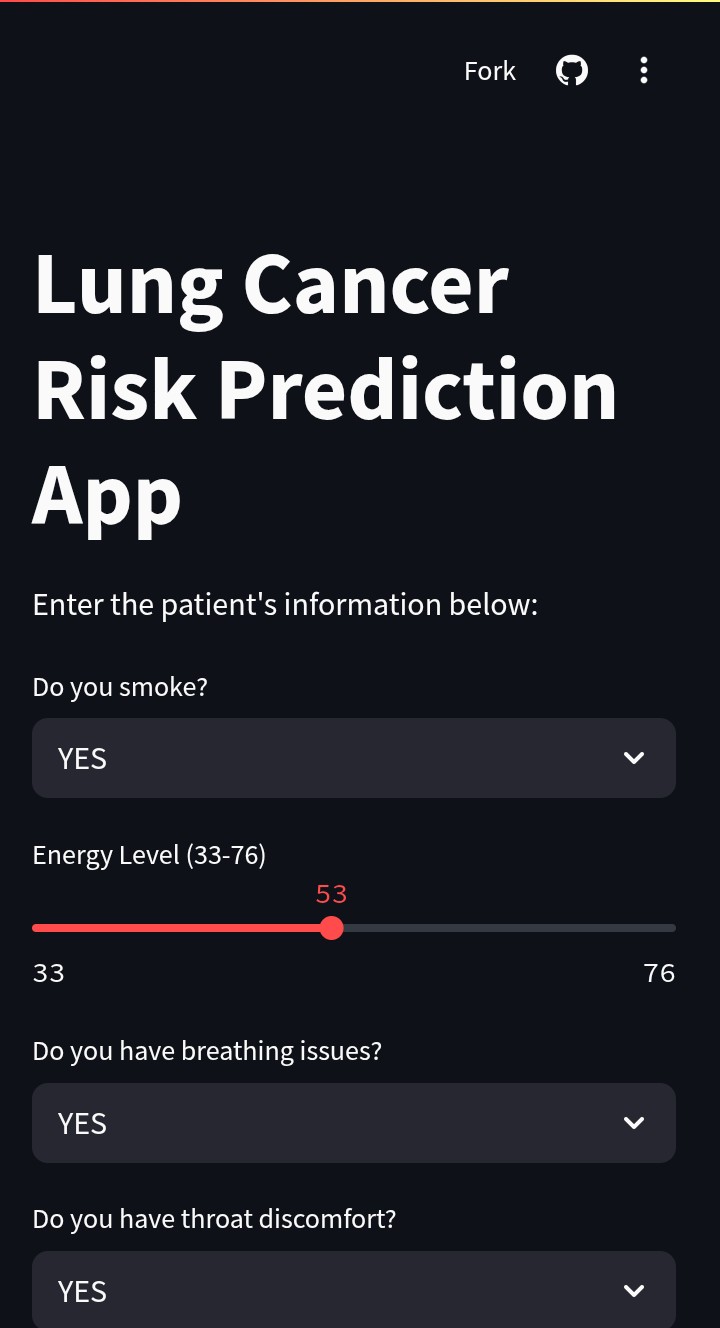 Fork
Lung Cancer
Risk Prediction
App
Enter the patient's information below:
Do you smoke?
YES
Energy Level (33-76)
53
33 76
Do you have breathing issues?
YES
Do you have throat discomfort?
YES